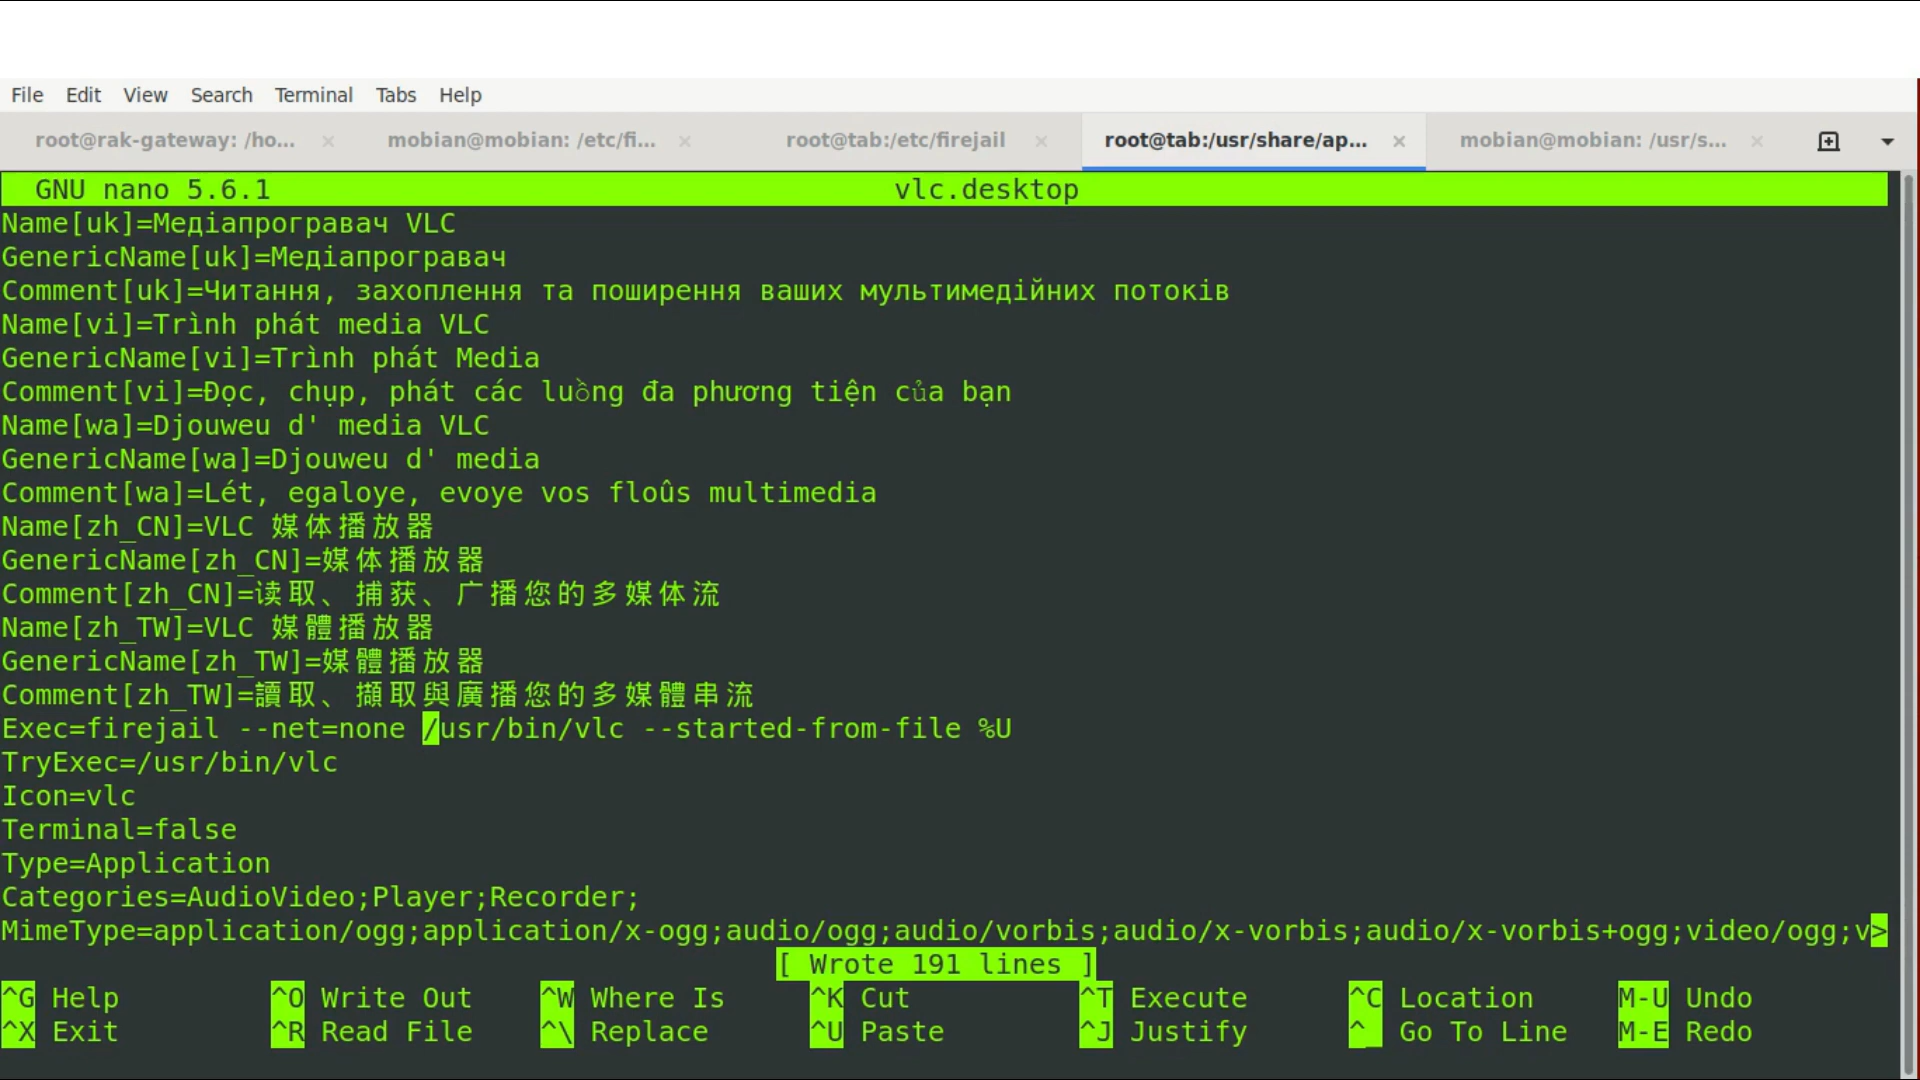 File Edit View Search Terminal Tabs Help
root@rak-gateway: /ho... × mobian@mobian: /etc/fi... × root@tab:/etc/firejail × root@tab:/usr/share/ap... × mobian@mobian: /usr/s... ×
GNU nano 5.6.1 vlc.desktop
Name[uk]=Медіапрогравач VLC
GenericName[uk]=Медіапрогравач
Comment[uk]=Читання, захоплення та поширення ваших мультимедійних потоків
Name[vi]=Trình phát media VLC
GenericName[vi]=Trình phát Media
Comment[vi]=Đọc, chụp, phát các luồng đa phương tiện của bạn
Name[wa]=Djouweu d' media VLC
GenericName[wa]=Djouweu d' media
Comment[wa]=Lét, egaloye, evoye vos floûs multimedia
Name[zh_CN]=VLC 媒体播放器
GenericName[zh_CN]=媒体播放器
Comment[zh_CN]=读取、捕获、广播您的多媒体流
Name[zh_TW]=VLC 媒體播放器
GenericName[zh_TW]=媒體播放器
Comment[zh_TW]=讀取、擷取與廣播您的多媒體串流
Exec=firejail --net=none /usr/bin/vlc --started-from-file %U
TryExec=/usr/bin/vlc
Icon=vlc
Terminal=false
Type=Application
Categories=AudioVideo;Player;Recorder;
MimeType=application/ogg;application/x-ogg;audio/ogg;audio/vorbis;audio/x-vorbis;audio/x-vorbis+ogg;video/ogg;v>
[ Wrote 191 lines ]
^G Help ^O Write Out ^W Where Is ^K Cut ^T Execute ^C Location M-U Undo
^X Exit ^R Read File ^\ Replace ^U Paste ^J Justify ^_ Go To Line M-E Redo